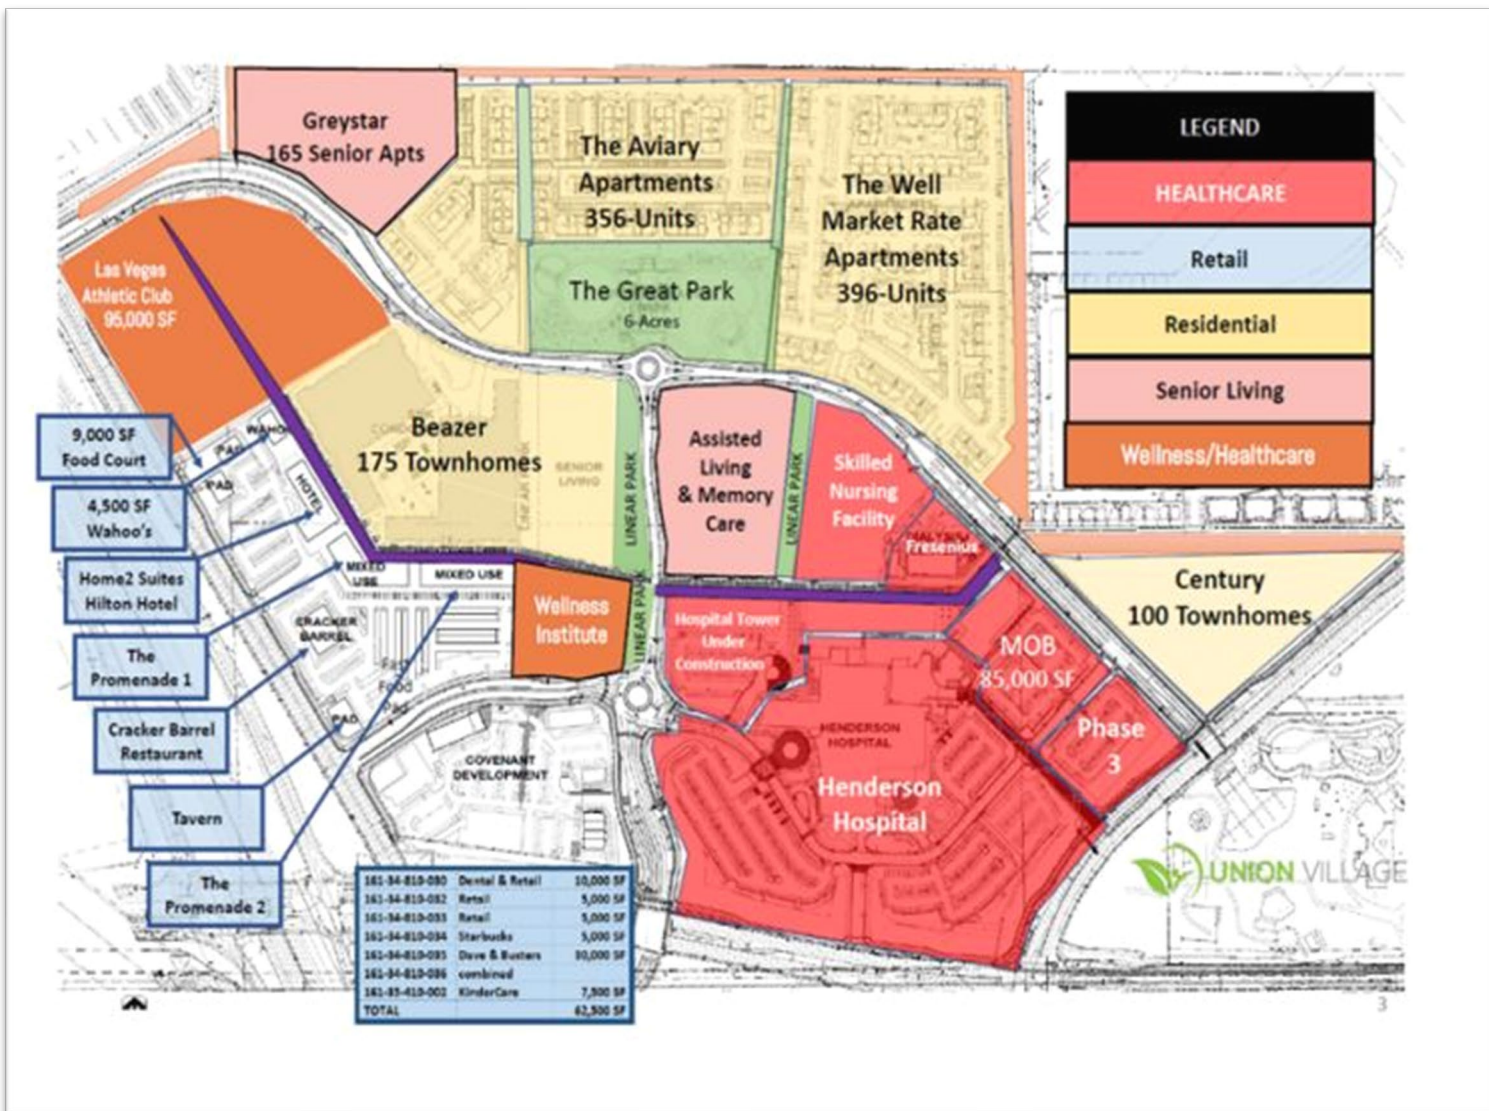 Greystar
165 Senior Apts
The Aviary
Apartments
356-Units
The Well
Market Rate
Apartments
396-Units
LEGEND
HEALTHCARE
Retail
Residential
Senior Living
Wellness/Healthcare
Las Vegas
Athletic Club
95,000 SF
The Great Park
6-Acres
Beazer
175 Townhomes
SENIOR
LIVING
LINEAR PARK
Assisted
Living
& Memory
Care
LINEAR PARK
Skilled
Nursing
Facility
Fresenius
Century
100 Townhomes
9,000 SF
Food Court
4,500 SF
Wahoo's
Home2 Suites
Hilton Hotel
The
Promenade 1
Cracker Barrel
Restaurant
Tavern
The
Promenade 2
WAHO
PAD
PAD
HOTEL
MIXED
USE
MIXED USE
CRACKER
BARREL
Fast
Food
Pad
PAD
Wellness
Institute
LINEAR PARK
Hospital Tower
Under
Construction
MOB
85,000 SF
Phase
3
HENDERSON
HOSPITAL
Henderson
Hospital
COVENANT
DEVELOPMENT
161-34-810-030 Dental & Retail 10,000 SF
161-34-810-032 Retail 5,000 SF
161-34-810-033 Retail 5,000 SF
161-34-810-034 Starbucks 5,000 SF
161-34-810-035 Dave & Busters 30,000 SF
161-34-810-036 combined
161-35-410-002 KinderCare 7,500 SF
TOTAL 62,500 SF
UNION VILLAGE
3